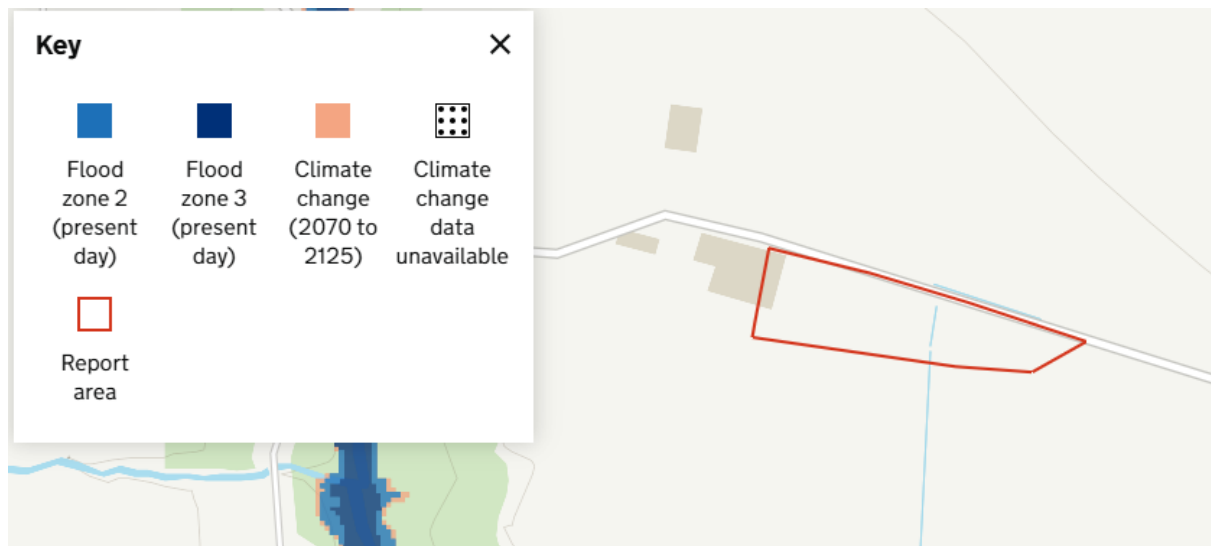 Key
Flood
zone 2
(present
day)
Flood
zone 3
(present
day)
Climate
change
(2070 to
2125)
Climate
change
data
unavailable
Report
area